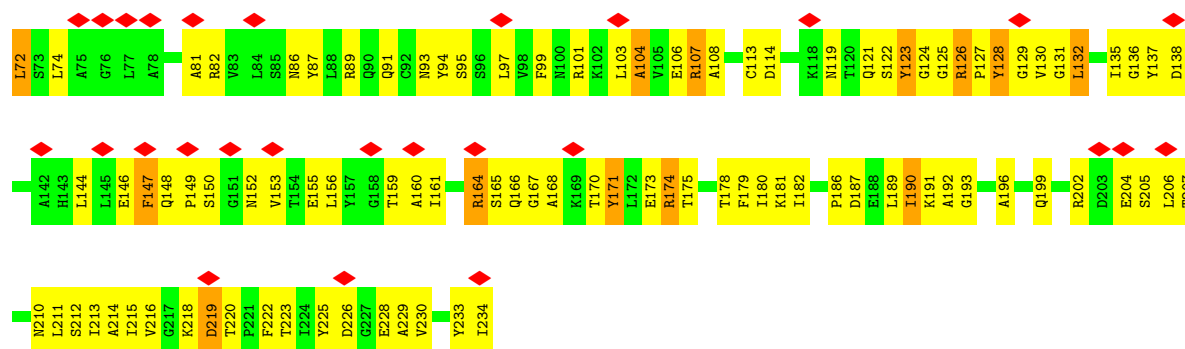 L72 S73 L74 A75 G76 L77 A78 A81 R82 V83 L84 S85 N86 Y87 L88 R89 Q90 Q91 C92 N93 Y94 S95 S96 L97 V98 F99 N100 R101 K102 L103 A104 V105 E106 R107 A108 C113 D114 K118 N119 T120 Q121 S122 Y123 G124 G125 R126 P127 Y128 G129 V130 G131 L132 I135 G136 Y137 D138
A142 H143 L144 L145 E146 F147 Q148 P149 S150 G151 N152 V153 T154 E155 L156 Y157 G158 T159 A160 I161 R164 S165 Q166 G167 A168 K169 T170 Y171 L172 E173 R174 T175 T178 F179 I180 K181 I182 P186 D187 E188 L189 I190 K191 A192 G193 A196 Q199 R202 D203 E204 S205 L206
N210 L211 S212 I213 A214 I215 V216 G217 K218 D219 T220 P221 F222 T223 I224 Y225 D226 G227 E228 A229 V230 Y233 I234